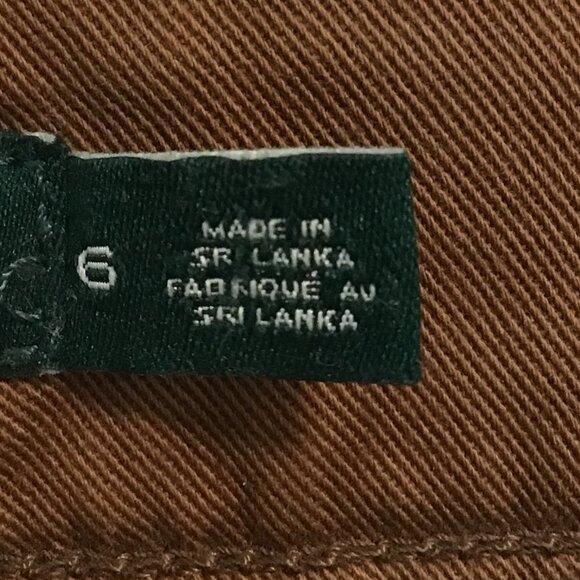 6
MADE IN
SRI LANKA
FABRIQUÉ AU
SRI LANKA